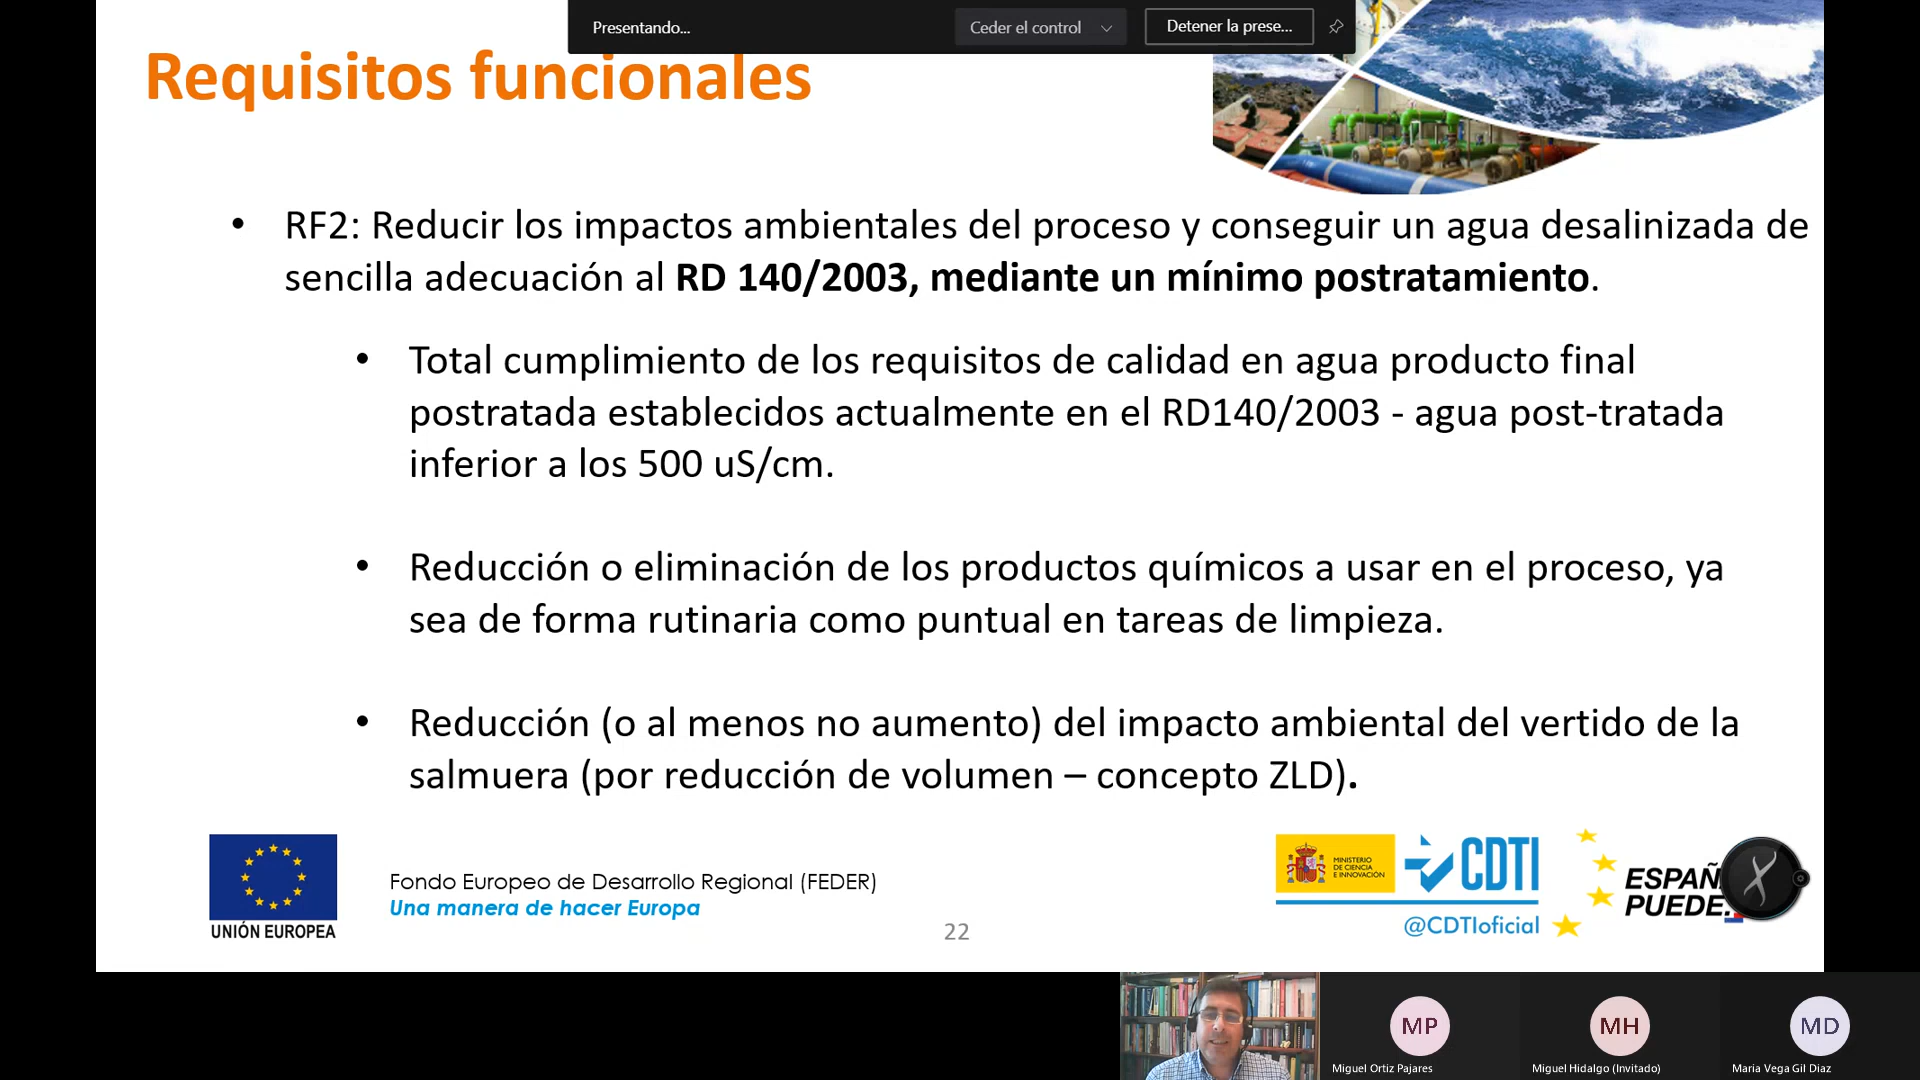 Presentando...
Ceder el control
Detener la prese...
Requisitos funcionales
• RF2: Reducir los impactos ambientales del proceso y conseguir un agua desalinizada de
sencilla adecuación al RD 140/2003, mediante un mínimo postratamiento.
• Total cumplimiento de los requisitos de calidad en agua producto final
postratada establecidos actualmente en el RD140/2003 - agua post-tratada
inferior a los 500 uS/cm.
• Reducción o eliminación de los productos químicos a usar en el proceso, ya
sea de forma rutinaria como puntual en tareas de limpieza.
• Reducción (o al menos no aumento) del impacto ambiental del vertido de la
salmuera (por reducción de volumen – concepto ZLD).
UNIÓN EUROPEA
Fondo Europeo de Desarrollo Regional (FEDER)
Una manera de hacer Europa
22
MINISTERIO
DE CIENCIA
E INNOVACIÓN
CDTI
@CDTIoficial
ESPAÑ
PUEDE.
MP
MH
MD
Miguel Ortiz Pajares
Miguel Hidalgo (Invitado)
Maria Vega Gil Diaz